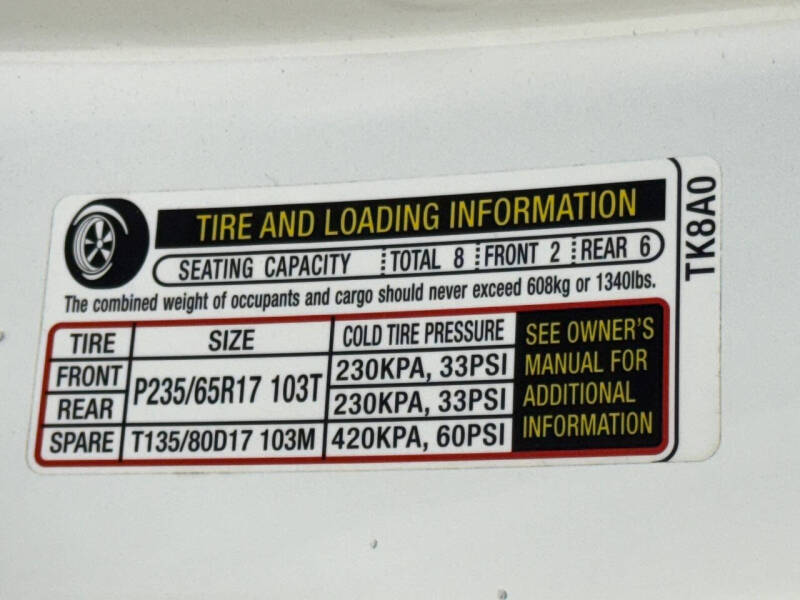 TIRE AND LOADING INFORMATION
SEATING CAPACITY TOTAL 8 FRONT 2 REAR 6
The combined weight of occupants and cargo should never exceed 608kg or 1340lbs.
TIRE SIZE COLD TIRE PRESSURE
FRONT P235/65R17 103T 230KPA, 33PSI
REAR 230KPA, 33PSI
SPARE T135/80D17 103M 420KPA, 60PSI
SEE OWNER'S
MANUAL FOR
ADDITIONAL
INFORMATION
TK8A0